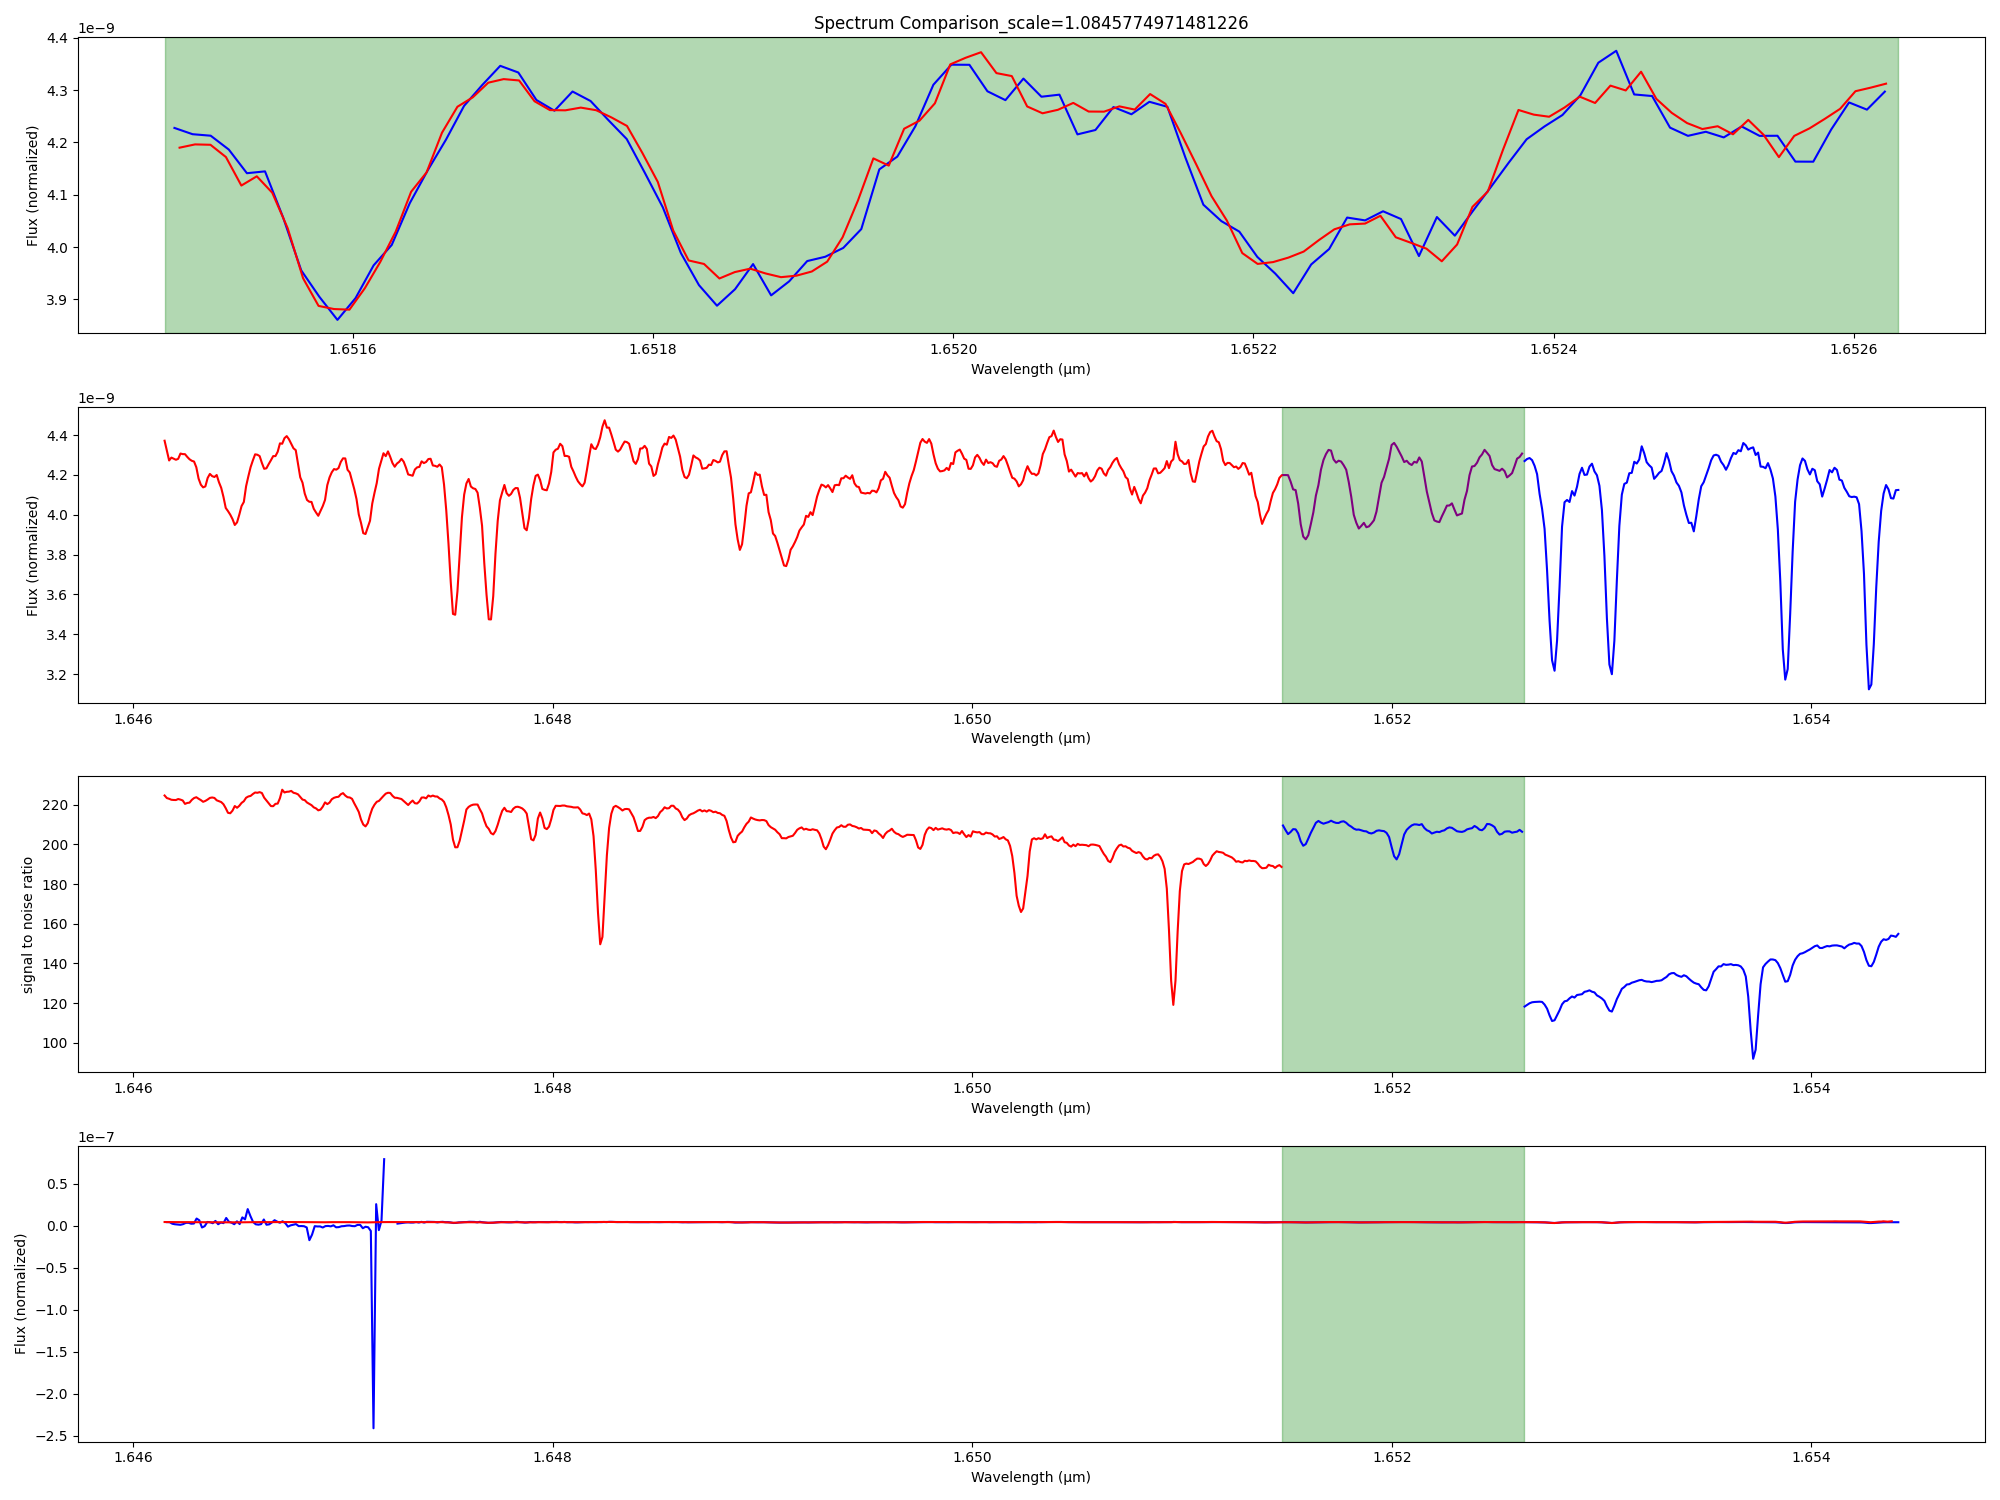 Spectrum Comparison_scale=1.0845774971481226
1e−9
4.4
4.3
4.2
4.1
4.0
3.9
Flux (normalized)
1.6516 1.6518 1.6520 1.6522 1.6524 1.6526
Wavelength (μm)
1e−9
4.4
4.2
4.0
3.8
3.6
3.4
3.2
Flux (normalized)
1.646 1.648 1.650 1.652 1.654
Wavelength (μm)
220
200
180
160
140
120
100
signal to noise ratio
1.646 1.648 1.650 1.652 1.654
Wavelength (μm)
1e−7
0.5
0.0
−0.5
−1.0
−1.5
−2.0
−2.5
Flux (normalized)
1.646 1.648 1.650 1.652 1.654
Wavelength (μm)